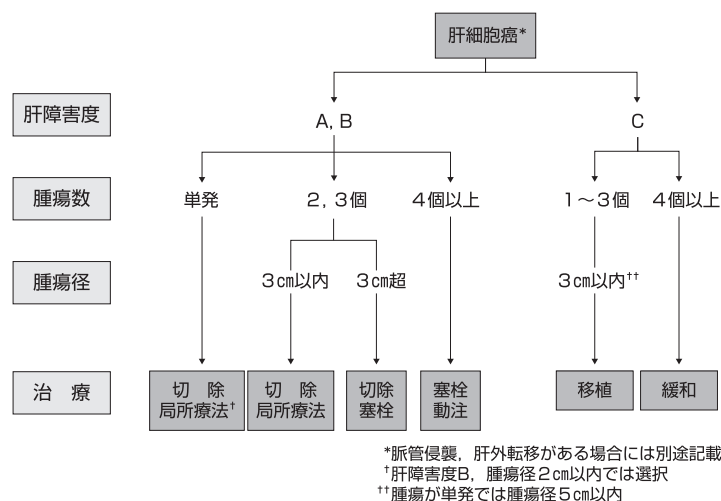 肝細胞癌*
肝障害度
A, B
C
腫瘍数
単発
2, 3個
4個以上
1〜3個
4個以上
腫瘍径
3㎝以内
3㎝超
3㎝以内††
治 療
切 除
局所療法†
切 除
局所療法
切除
塞栓
塞栓
動注
移植
緩和
*脈管侵襲，肝外転移がある場合には別途記載
†肝障害度B，腫瘍径2㎝以内では選択
††腫瘍が単発では腫瘍径5㎝以内